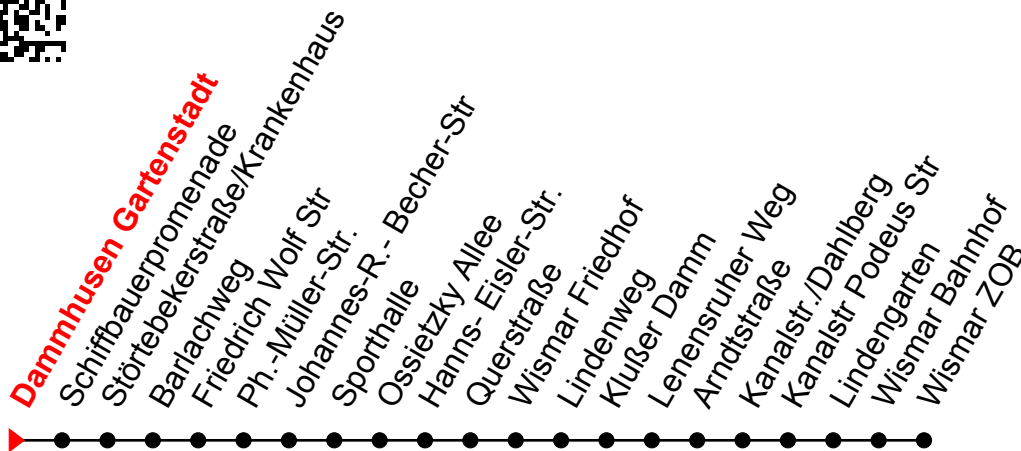 Dammhusen Gartenstadt
Schiffbauerpromenade
Störtebekerstraße/Krankenhaus
Barlachweg
Friedrich Wolf Str
Ph.-Müller-Str.
Johannes-R.- Becher-Str
Sporthalle
Ossietzky Allee
Hanns- Eisler-Str.
Querstraße
Wismar Friedhof
Lindenweg
Klußer Damm
Lenensruher Weg
Arndtstraße
Kanalstr./Dahlberg
Kanalstr Podeus Str
Lindengarten
Wismar Bahnhof
Wismar ZOB